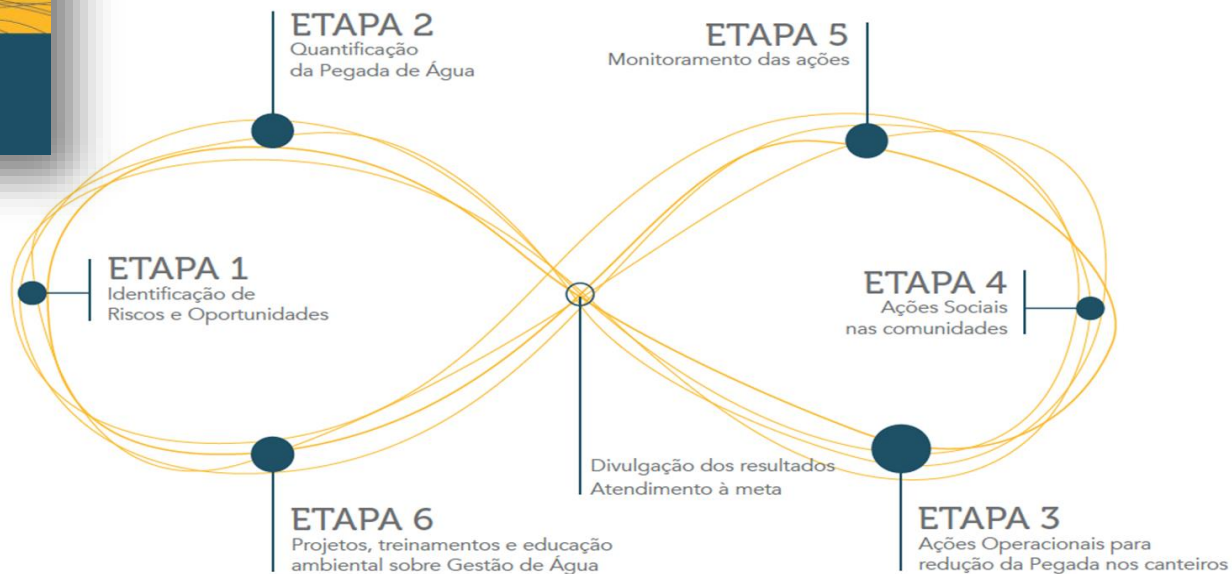 ETAPA 2
Quantificação
da Pegada de Água
ETAPA 5
Monitoramento das ações
ETAPA 1
Identificação de
Riscos e Oportunidades
ETAPA 4
Ações Sociais
nas comunidades
Divulgação dos resultados
Atendimento à meta
ETAPA 6
Projetos, treinamentos e educação
ambiental sobre Gestão de Água
ETAPA 3
Ações Operacionais para
redução da Pegada nos canteiros